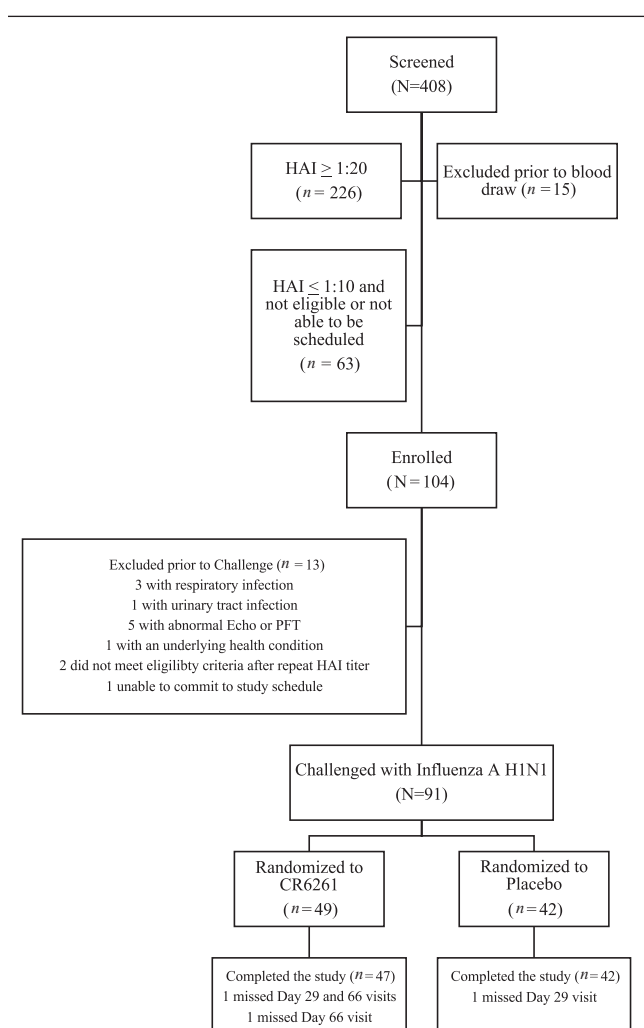 Screened
(N=408)
HAI ≥ 1:20
(n = 226)
Excluded prior to blood
draw (n = 15)
HAI ≤ 1:10 and
not eligible or not
able to be
scheduled
(n = 63)
Enrolled
(N = 104)
Excluded prior to Challenge (n = 13)
3 with respiratory infection
1 with urinary tract infection
5 with abnormal Echo or PFT
1 with an underlying health condition
2 did not meet eligilibty criteria after repeat HAI titer
1 unable to commit to study schedule
Challenged with Influenza A H1N1
(N=91)
Randomized to
CR6261
(n=49)
Randomized to
Placebo
(n=42)
Completed the study (n=47)
1 missed Day 29 and 66 visits
1 missed Day 66 visit
Completed the study (n=42)
1 missed Day 29 visit